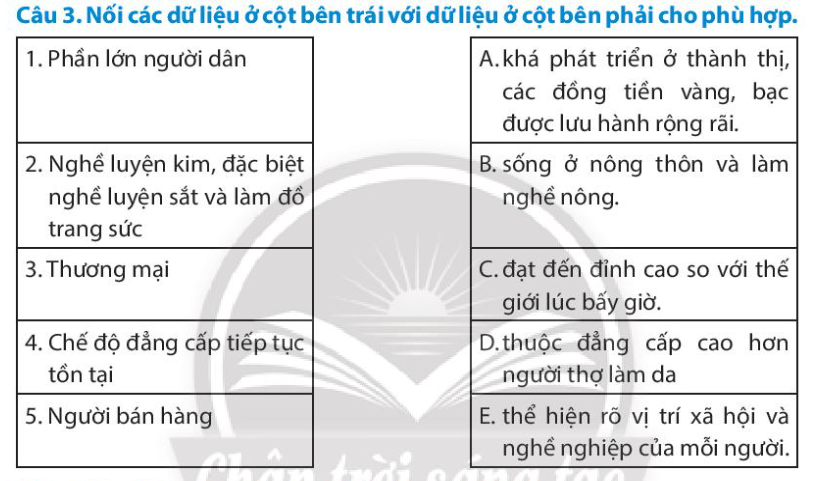 Câu 3. Nối các dữ liệu ở cột bên trái với dữ liệu ở cột bên phải cho phù hợp.
1. Phần lớn người dân
A. khá phát triển ở thành thị,
các đồng tiền vàng, bạc
được lưu hành rộng rãi.
2. Nghề luyện kim, đặc biệt
nghề luyện sắt và làm đồ
trang sức
B. sống ở nông thôn và làm
nghề nông.
3. Thương mại
C. đạt đến đỉnh cao so với thế
giới lúc bấy giờ.
4. Chế độ đẳng cấp tiếp tục
tồn tại
D. thuộc đẳng cấp cao hơn
người thợ làm da
5. Người bán hàng
E. thể hiện rõ vị trí xã hội và
nghề nghiệp của mỗi người.
Chân trời sáng tạo